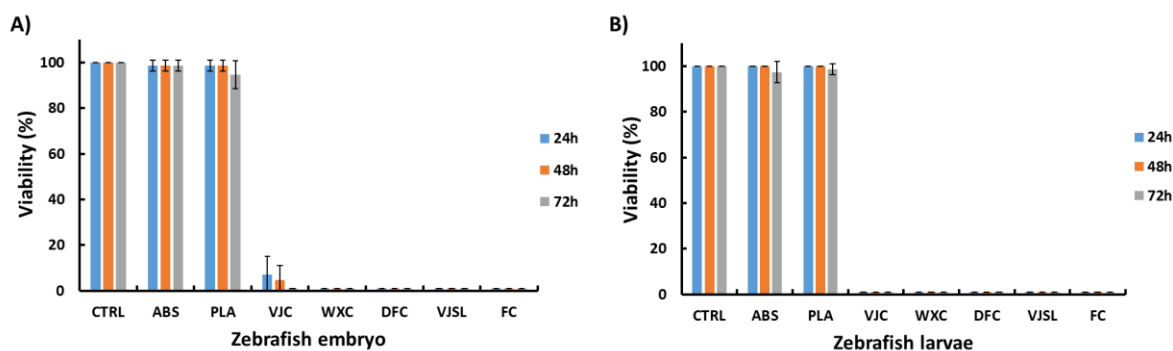 A)
100
80
60
40
20
0
Viability (%)
CTRL ABS PLA VJC WXC DFC VJSL FC
Zebrafish embryo
24h
48h
72h
B)
100
80
60
40
20
0
Viability (%)
CTRL ABS PLA VJC WXC DFC VJSL FC
Zebrafish larvae
24h
48h
72h